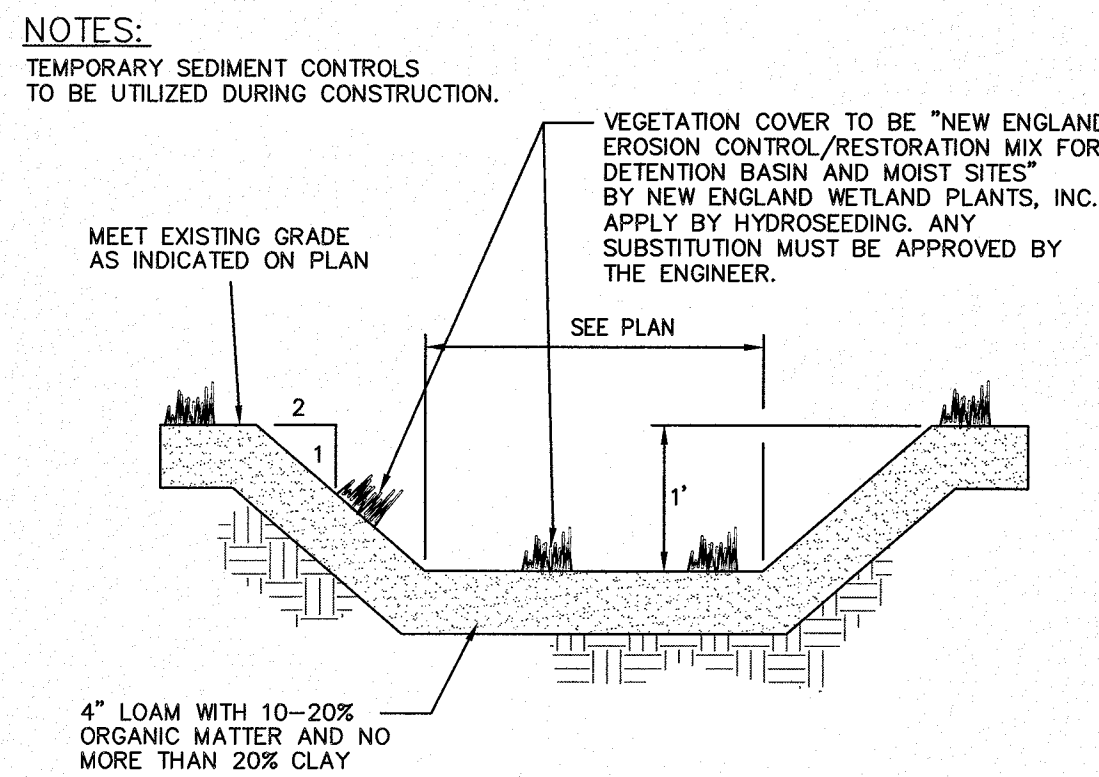 NOTES:
TEMPORARY SEDIMENT CONTROLS
TO BE UTILIZED DURING CONSTRUCTION.
VEGETATION COVER TO BE "NEW ENGLAND
EROSION CONTROL/RESTORATION MIX FOR
DETENTION BASIN AND MOIST SITES"
BY NEW ENGLAND WETLAND PLANTS, INC.
APPLY BY HYDROSEEDING. ANY
SUBSTITUTION MUST BE APPROVED BY
THE ENGINEER.
MEET EXISTING GRADE
AS INDICATED ON PLAN
SEE PLAN
2
1
1'
4" LOAM WITH 10-20%
ORGANIC MATTER AND NO
MORE THAN 20% CLAY